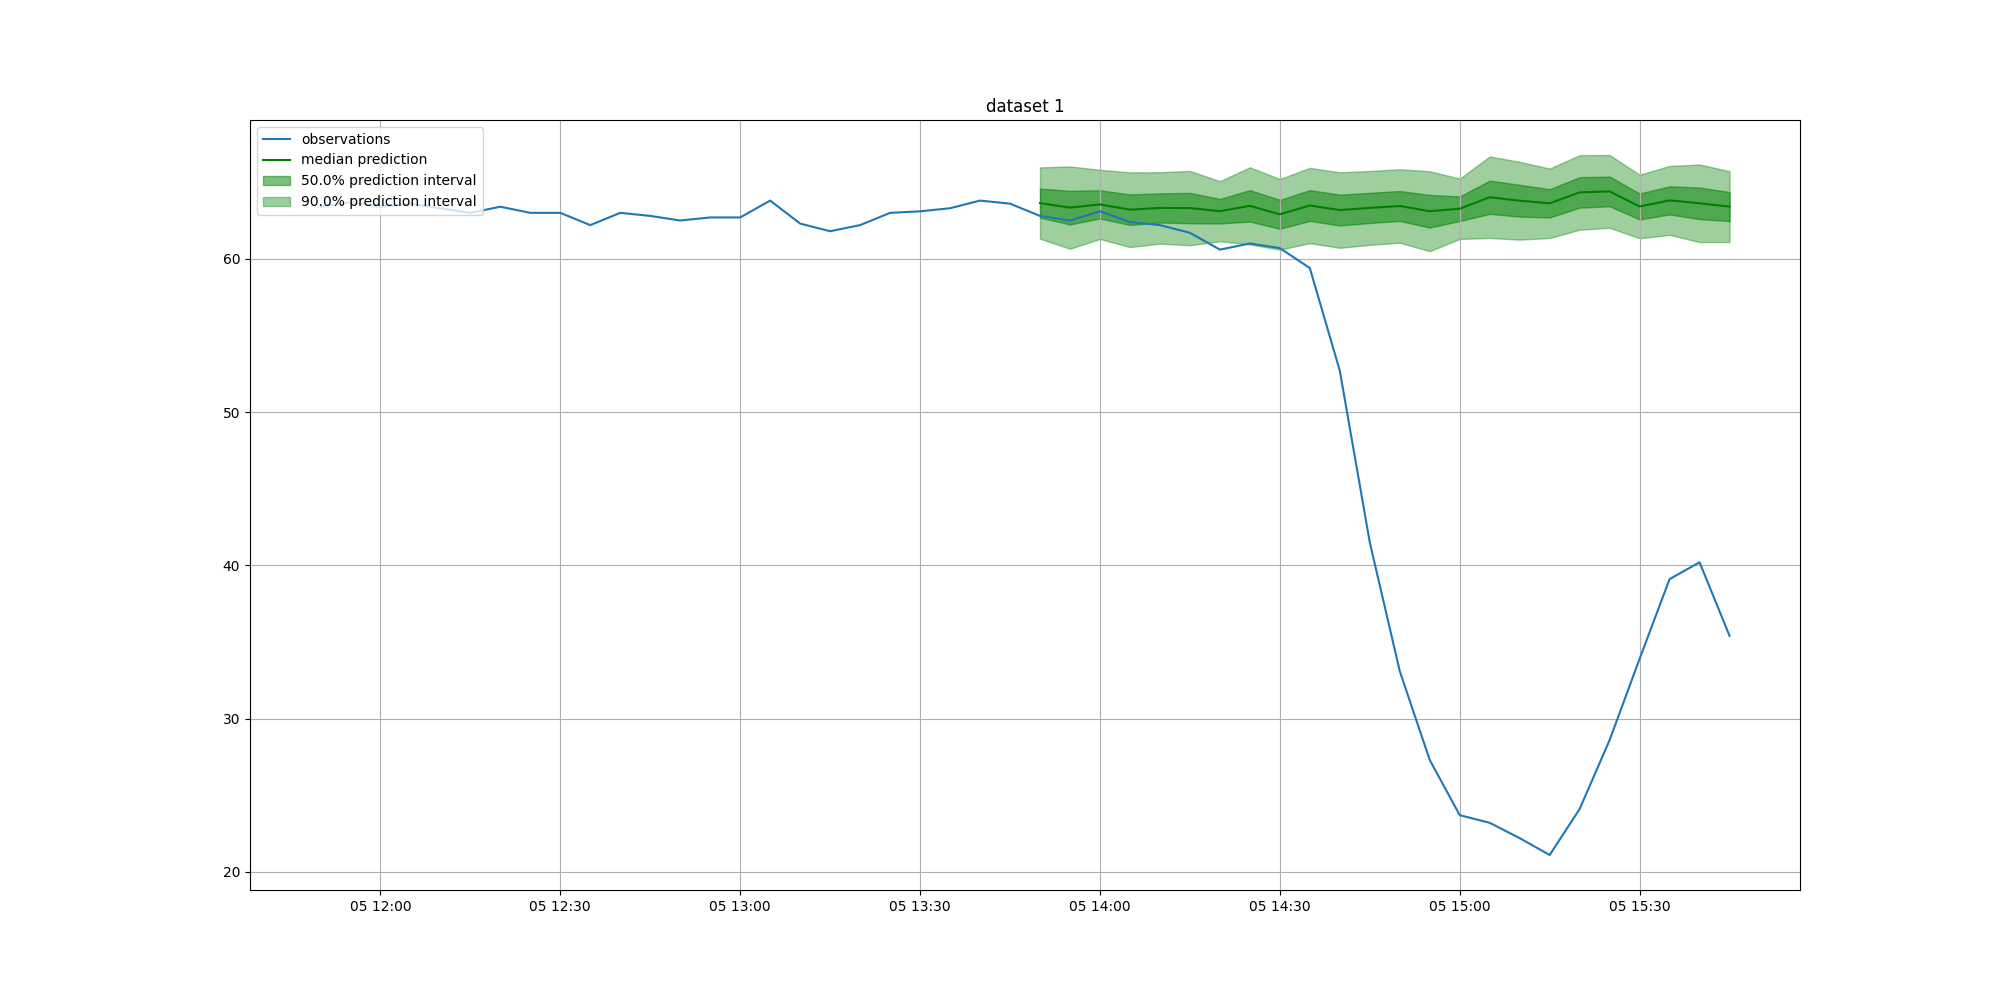 dataset 1
observations
median prediction
50.0% prediction interval
90.0% prediction interval
60
50
40
30
20
05 12:00
05 12:30
05 13:00
05 13:30
05 14:00
05 14:30
05 15:00
05 15:30